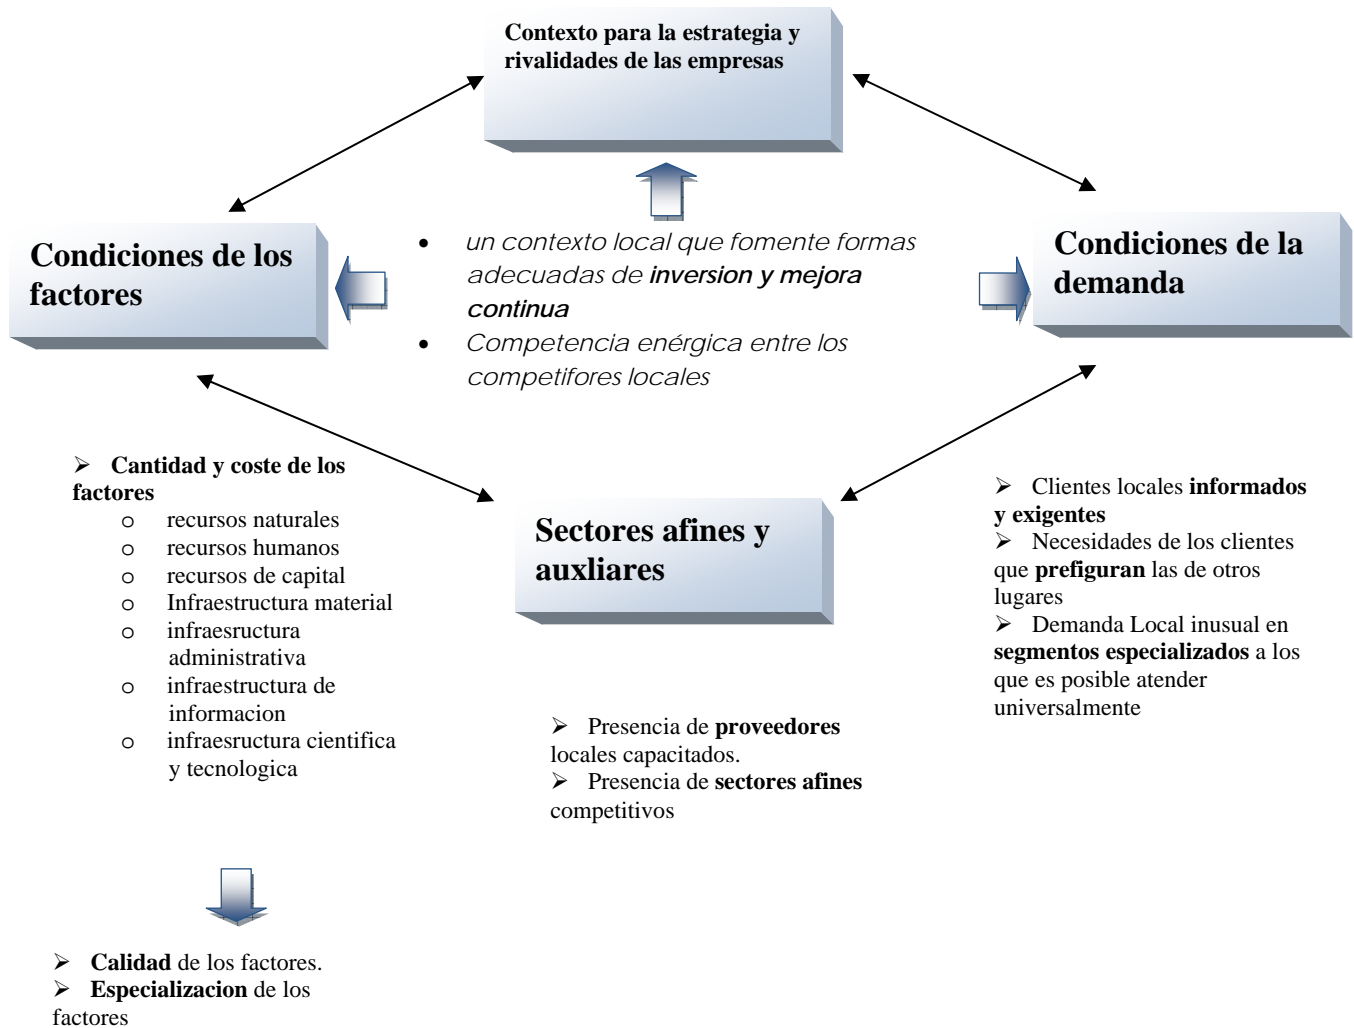 Contexto para la estrategia y
rivalidades de las empresas
Condiciones de los
factores
• un contexto local que fomente formas
adecuadas de inversion y mejora
continua
• Competencia enérgica entre los
competifores locales
Condiciones de la
demanda
➢ Cantidad y coste de los
factores
o recursos naturales
o recursos humanos
o recursos de capital
o Infraestructura material
o infraesructura
administrativa
o infraestructura de
informacion
o infraesructura cientifica
y tecnologica
Sectores afines y
auxliares
➢ Clientes locales informados
y exigentes
➢ Necesidades de los clientes
que prefiguran las de otros
lugares
➢ Demanda Local inusual en
segmentos especializados a los
que es posible atender
universalmente
➢ Presencia de proveedores
locales capacitados.
➢ Presencia de sectores afines
competitivos
➢ Calidad de los factores.
➢ Especializacion de los
factores